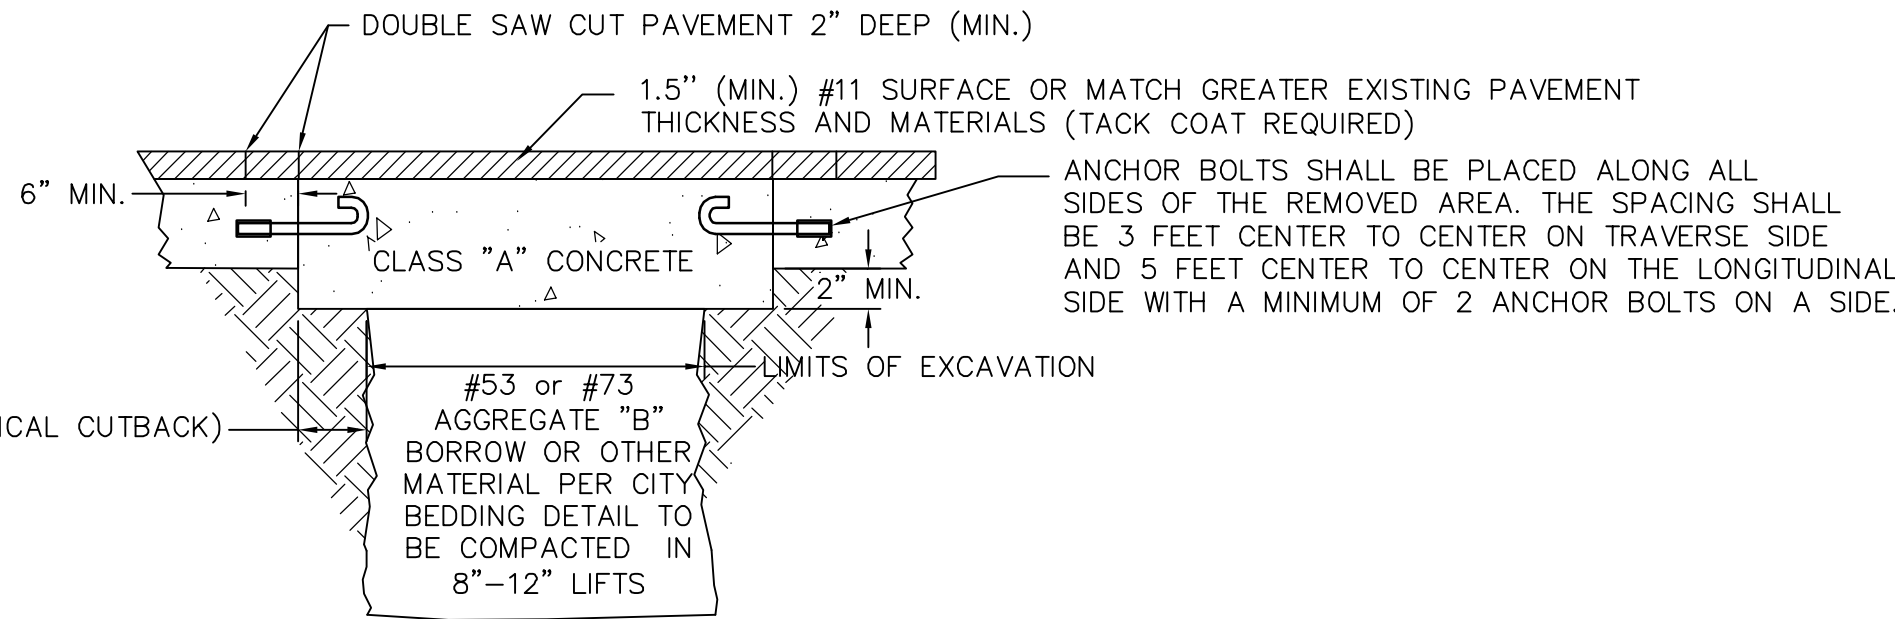 DOUBLE SAW CUT PAVEMENT 2" DEEP (MIN.)
1.5'' (MIN.) #11 SURFACE OR MATCH GREATER EXISTING PAVEMENT
THICKNESS AND MATERIALS (TACK COAT REQUIRED)
6" MIN.
ANCHOR BOLTS SHALL BE PLACED ALONG ALL
SIDES OF THE REMOVED AREA. THE SPACING SHALL
BE 3 FEET CENTER TO CENTER ON TRAVERSE SIDE
AND 5 FEET CENTER TO CENTER ON THE LONGITUDINAL
SIDE WITH A MINIMUM OF 2 ANCHOR BOLTS ON A SIDE.
CLASS "A" CONCRETE
2" MIN.
LIMITS OF EXCAVATION
CUTBACK)
#53 or #73
AGGREGATE "B"
BORROW OR OTHER
MATERIAL PER CITY
BEDDING DETAIL TO
BE COMPACTED IN
8"-12" LIFTS